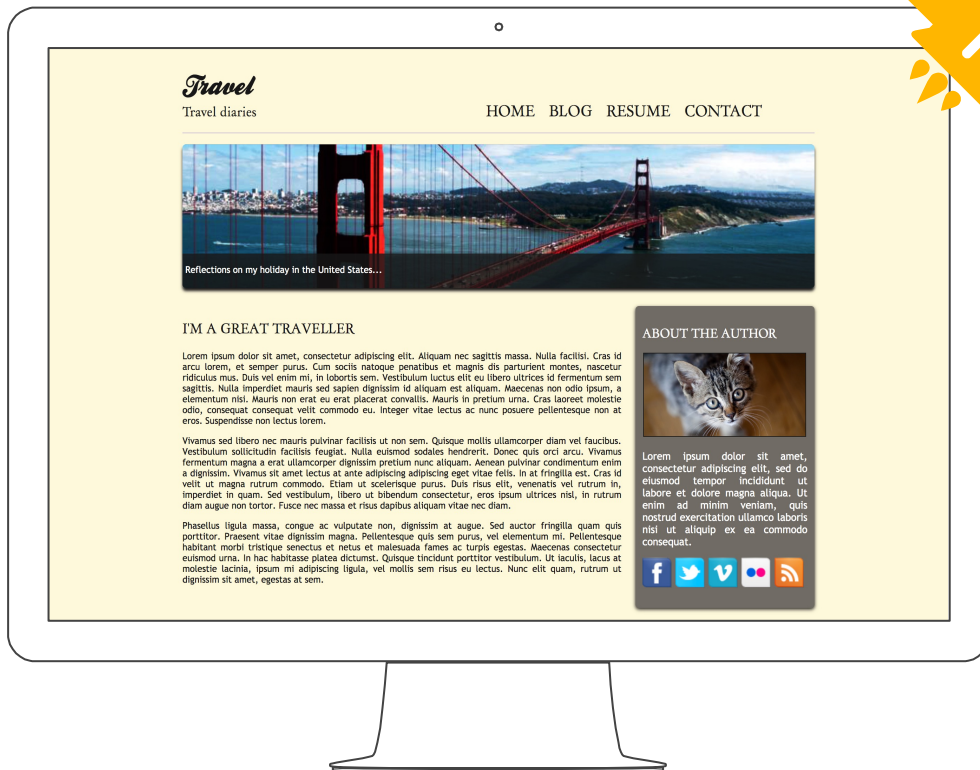 Travel
Travel diaries
HOME BLOG RESUME CONTACT
Reflections on my holiday in the United States...
I'M A GREAT TRAVELLER
Lorem ipsum dolor sit amet, consectetur adipiscing elit. Aliquam nec sagittis massa. Nulla facilisi. Cras id
arcu lorem, et semper purus. Cum sociis natoque penatibus et magnis dis parturient montes, nascetur
ridiculus mus. Duis vel enim mi, in lobortis sem. Vestibulum luctus elit eu libero ultrices id fermentum sem
sagittis. Nulla imperdiet mauris sed sapien dignissim id aliquam est aliquam. Maecenas non odio ipsum, a
elementum nisi. Mauris non erat eu erat placerat convallis. Mauris in pretium urna. Cras laoreet molestie
odio, consequat consequat velit commodo eu. Integer vitae lectus ac nunc posuere pellentesque non at
eros. Suspendisse non lectus lorem.
Vivamus sed libero nec mauris pulvinar facilisis ut non sem. Quisque mollis ullamcorper diam vel faucibus.
Vestibulum sollicitudin facilisis feugiat. Nulla euismod sodales hendrerit. Donec quis orci arcu. Vivamus
fermentum magna a erat ullamcorper dignissim pretium nunc aliquam. Aenean pulvinar condimentum enim
a dignissim. Vivamus sit amet lectus at ante adipiscing adipiscing eget vitae felis. In at fringilla est. Cras id
velit ut magna rutrum commodo. Etiam ut scelerisque purus. Duis risus elit, venenatis vel rutrum in,
imperdiet in quam. Sed vestibulum, libero ut bibendum consectetur, eros ipsum ultrices nisl, in rutrum
diam augue non tortor. Fusce nec massa et risus dapibus aliquam vitae nec diam.
Phasellus ligula massa, congue ac vulputate non, dignissim at augue. Sed auctor fringilla quam quis
porttitor. Praesent vitae dignissim magna. Pellentesque quis sem purus, vel elementum mi. Pellentesque
habitant morbi tristique senectus et netus et malesuada fames ac turpis egestas. Maecenas consectetur
euismod urna. In hac habitasse platea dictumst. Quisque tincidunt porttitor vestibulum. Ut iaculis, lacus at
molestie lacinia, ipsum mi adipiscing ligula, vel mollis sem risus eu lectus. Nunc elit quam, rutrum ut
dignissim sit amet, egestas at sem.
ABOUT THE AUTHOR
Lorem ipsum dolor sit amet,
consectetur adipiscing elit, sed do
eiusmod tempor incididunt ut
labore et dolore magna aliqua. Ut
enim ad minim veniam, quis
nostrud exercitation ullamco laboris
nisi ut aliquip ex ea commodo
consequat.